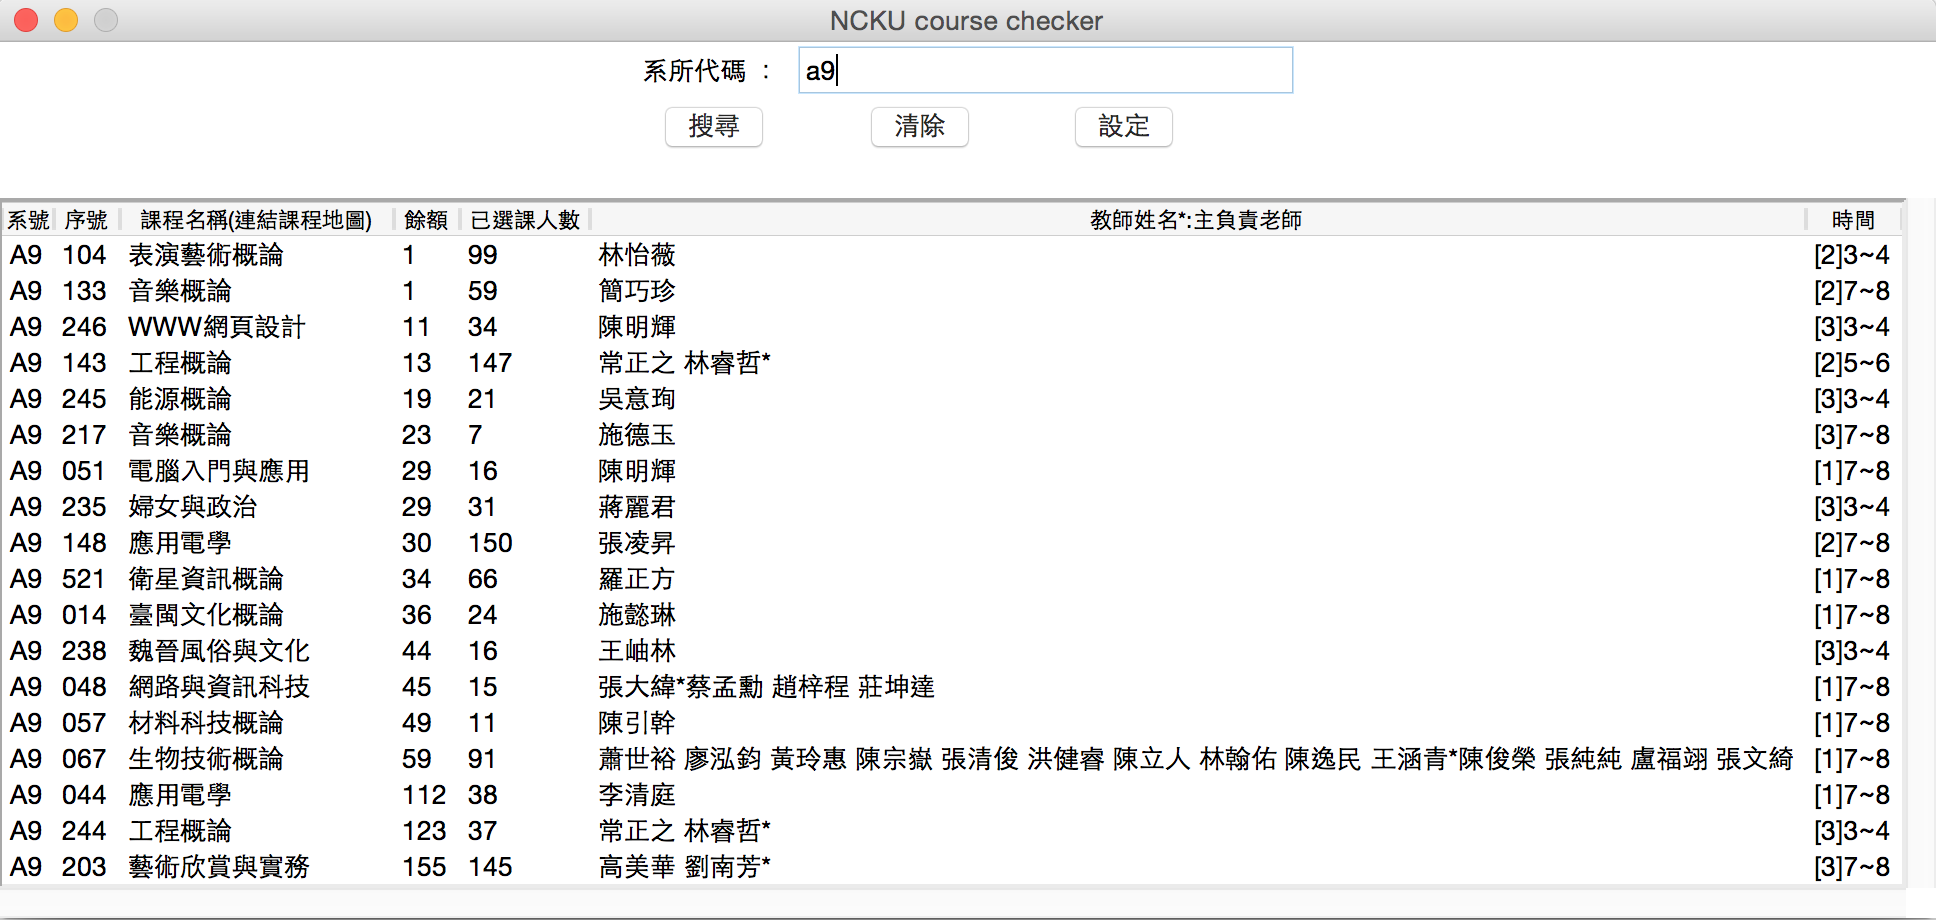 NCKU course checker
系所代碼 : a9
搜尋 清除 設定
系號 序號 課程名稱(連結課程地圖) 餘額 已選課人數 教師姓名*:主負責老師 時間
A9 104 表演藝術概論 1 99 林怡薇 [2]3~4
A9 133 音樂概論 1 59 簡巧珍 [2]7~8
A9 246 WWW網頁設計 11 34 陳明輝 [3]3~4
A9 143 工程概論 13 147 常正之 林睿哲* [2]5~6
A9 245 能源概論 19 21 吳意珣 [3]3~4
A9 217 音樂概論 23 7 施德玉 [3]7~8
A9 051 電腦入門與應用 29 16 陳明輝 [1]7~8
A9 235 婦女與政治 29 31 蔣麗君 [3]3~4
A9 148 應用電學 30 150 張凌昇 [2]7~8
A9 521 衛星資訊概論 34 66 羅正方 [1]7~8
A9 014 臺閩文化概論 36 24 施懿琳 [1]7~8
A9 238 魏晉風俗與文化 44 16 王岫林 [3]3~4
A9 048 網路與資訊科技 45 15 張大緯*蔡孟勳 趙梓程 莊坤達 [1]7~8
A9 057 材料科技概論 49 11 陳引幹 [1]7~8
A9 067 生物技術概論 59 91 蕭世裕 廖泓鈞 黃玲惠 陳宗嶽 張清俊 洪健睿 陳立人 林翰佑 陳逸民 王涵青*陳俊榮 張純純 盧福翊 張文綺 [1]7~8
A9 044 應用電學 112 38 李清庭 [1]7~8
A9 244 工程概論 123 37 常正之 林睿哲* [3]3~4
A9 203 藝術欣賞與實務 155 145 高美華 劉南芳* [3]7~8